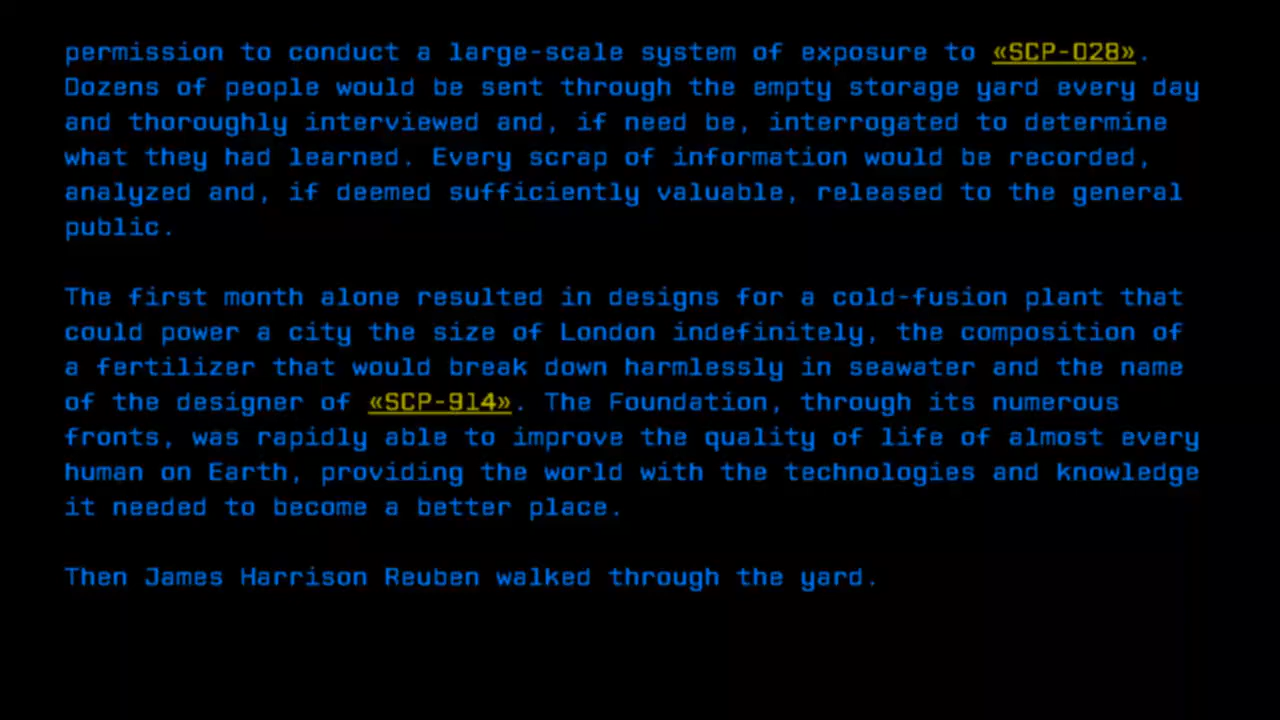 permission to conduct a large-scale system of exposure to «SCP-028».
Dozens of people would be sent through the empty storage yard every day
and thoroughly interviewed and, if need be, interrogated to determine
what they had learned. Every scrap of information would be recorded,
analyzed and, if deemed sufficiently valuable, released to the general
public.
The first month alone resulted in designs for a cold-fusion plant that
could power a city the size of London indefinitely, the composition of
a fertilizer that would break down harmlessly in seawater and the name
of the designer of «SCP-914». The Foundation, through its numerous
fronts, was rapidly able to improve the quality of life of almost every
human on Earth, providing the world with the technologies and knowledge
it needed to become a better place.
Then James Harrison Reuben walked through the yard.